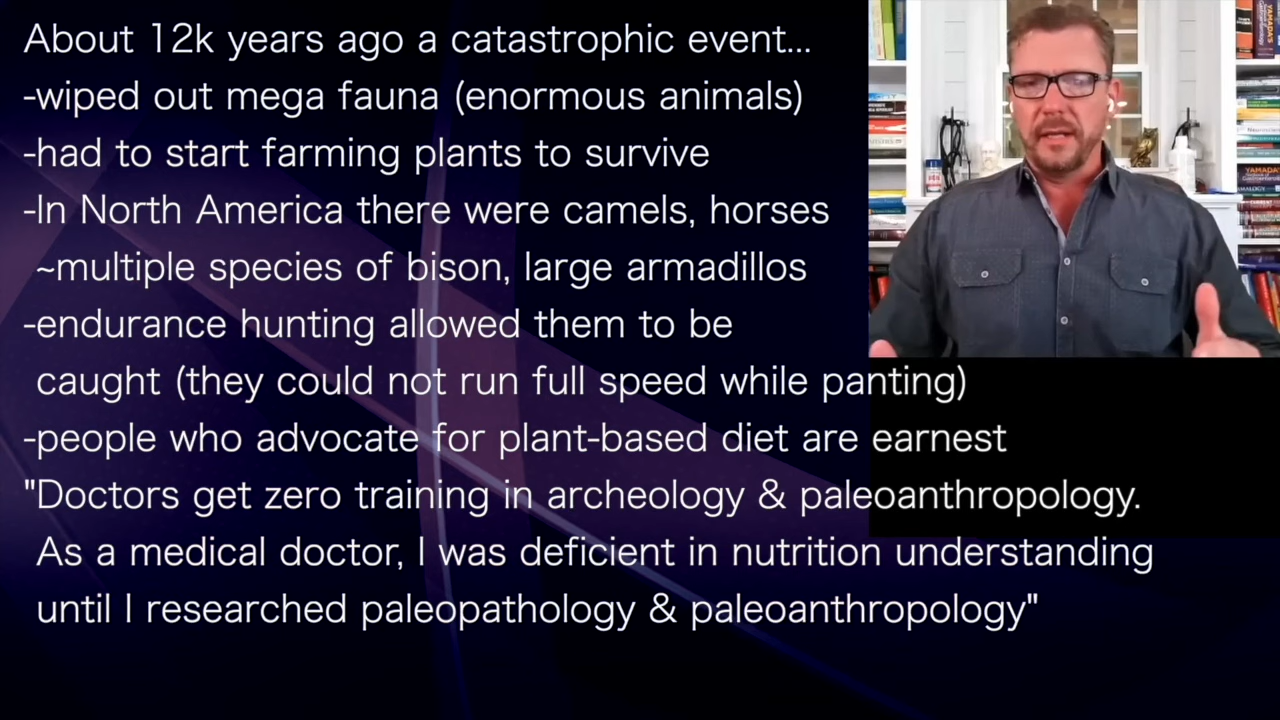 About 12k years ago a catastrophic event...
-wiped out mega fauna (enormous animals)
-had to start farming plants to survive
-In North America there were camels, horses
~multiple species of bison, large armadillos
-endurance hunting allowed them to be
caught (they could not run full speed while panting)
-people who advocate for plant-based diet are earnest
"Doctors get zero training in archeology & paleoanthropology.
As a medical doctor, I was deficient in nutrition understanding
until I researched paleopathology & paleoanthropology"
YAMADA'S
YAMADA'S